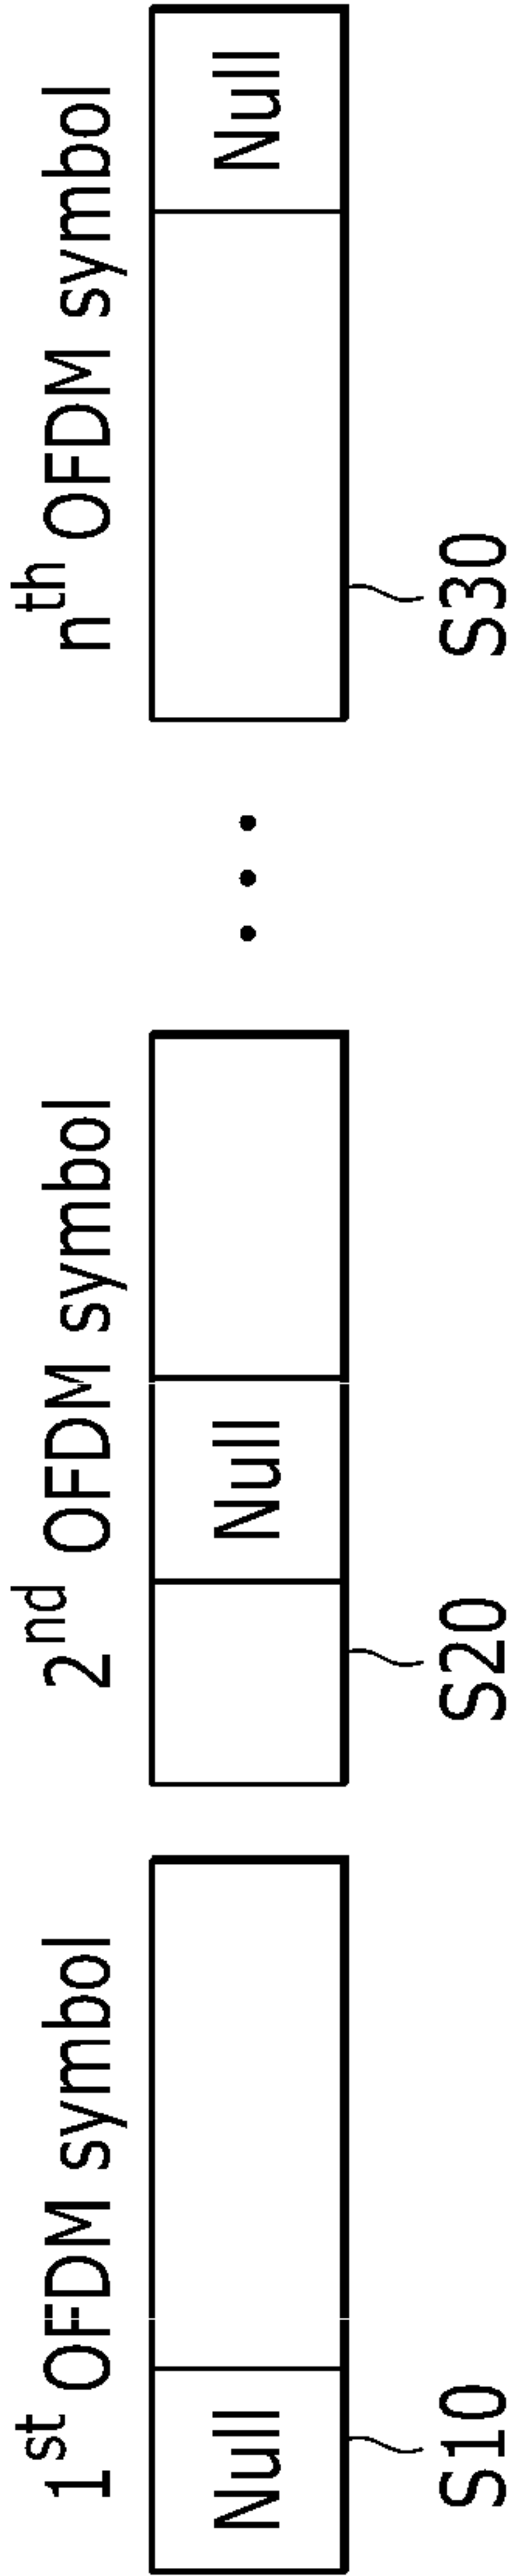 1st OFDM symbol
2nd OFDM symbol
nth OFDM symbol
Null
Null
Null
S10
S20
S30